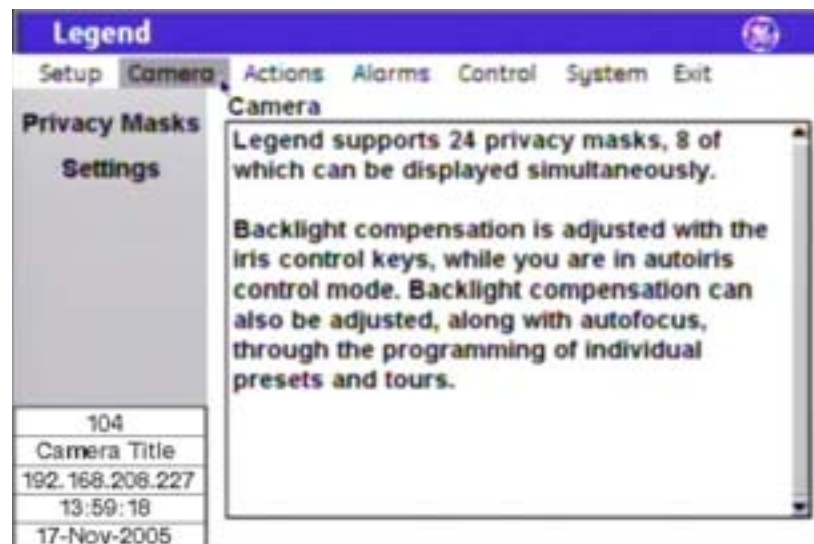 Legend
Setup Camera Actions Alarms Control System Exit
Privacy Masks
Settings
Camera
Legend supports 24 privacy masks, 8 of
which can be displayed simultaneously.
Backlight compensation is adjusted with the
iris control keys, while you are in autoiris
control mode. Backlight compensation can
also be adjusted, along with autofocus,
through the programming of individual
presets and tours.
104
Camera Title
192.168.208.227
13:59:18
17-Nov-2005